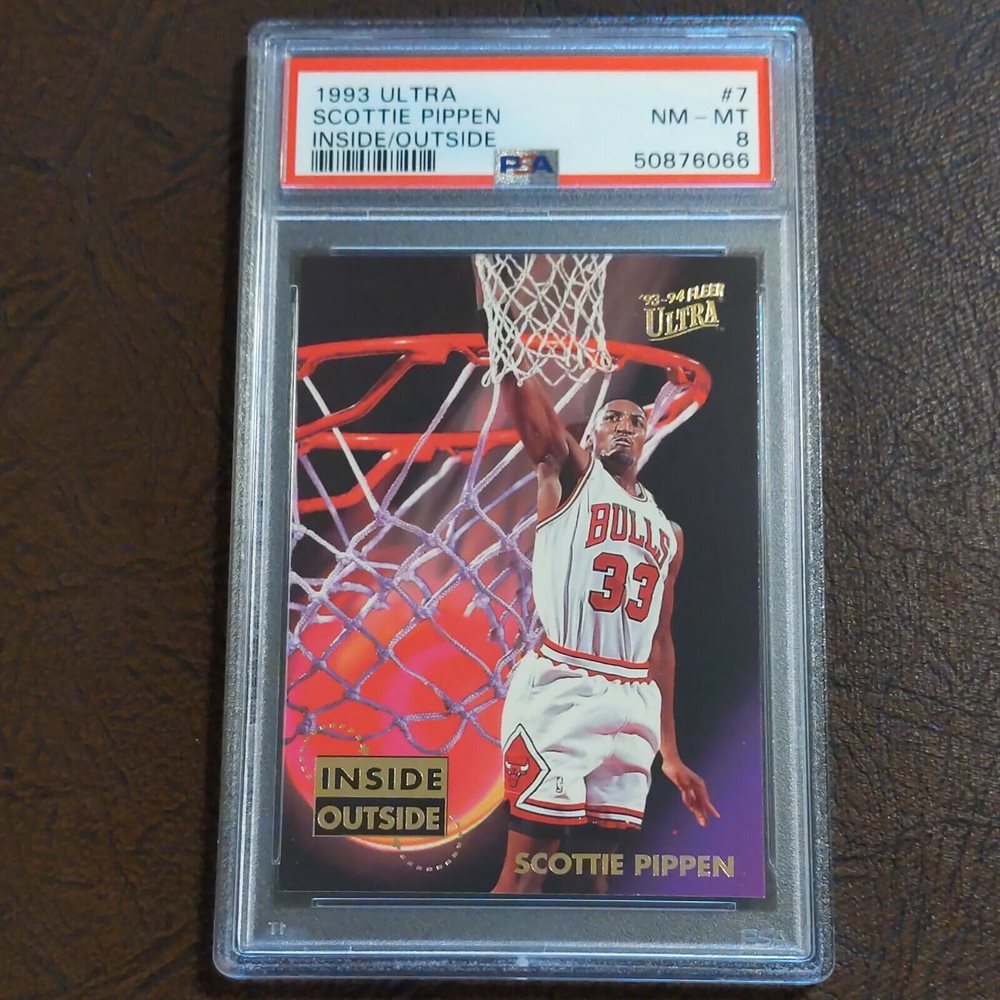 1993 ULTRA #7
SCOTTIE PIPPEN NM - MT
INSIDE/OUTSIDE 8
PSA 50876066
'93-94 FLEER
ULTRA
BULLS
33
INSIDE
OUTSIDE
SCOTTIE PIPPEN
PSA